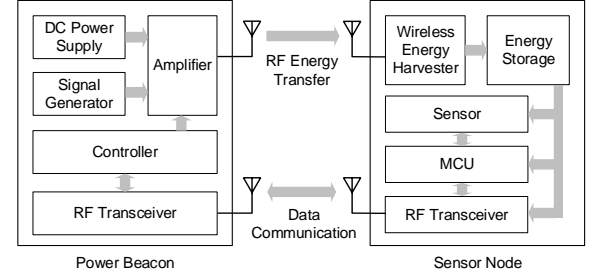 DC Power
Supply
Signal
Generator
Amplifier
Controller
RF Transceiver
Power Beacon
RF Energy
Transfer
Data
Communication
Wireless
Energy
Harvester
Energy
Storage
Sensor
MCU
RF Transceiver
Sensor Node